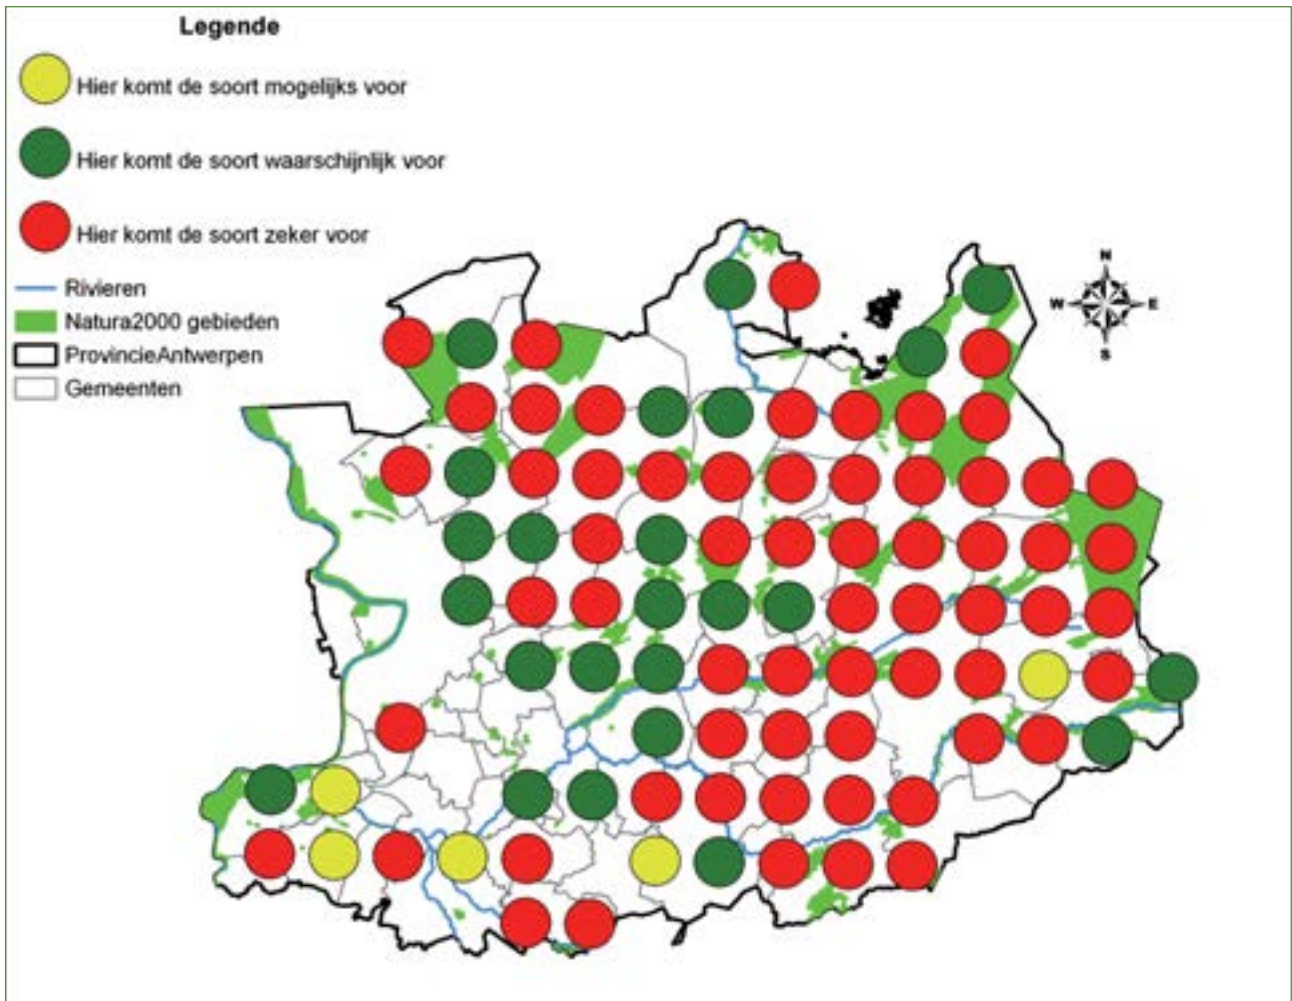 Legende
Hier komt de soort mogelijks voor
Hier komt de soort waarschijnlijk voor
Hier komt de soort zeker voor
Rivieren
Natura2000 gebieden
ProvincieAntwerpen
Gemeenten
N
W E
S